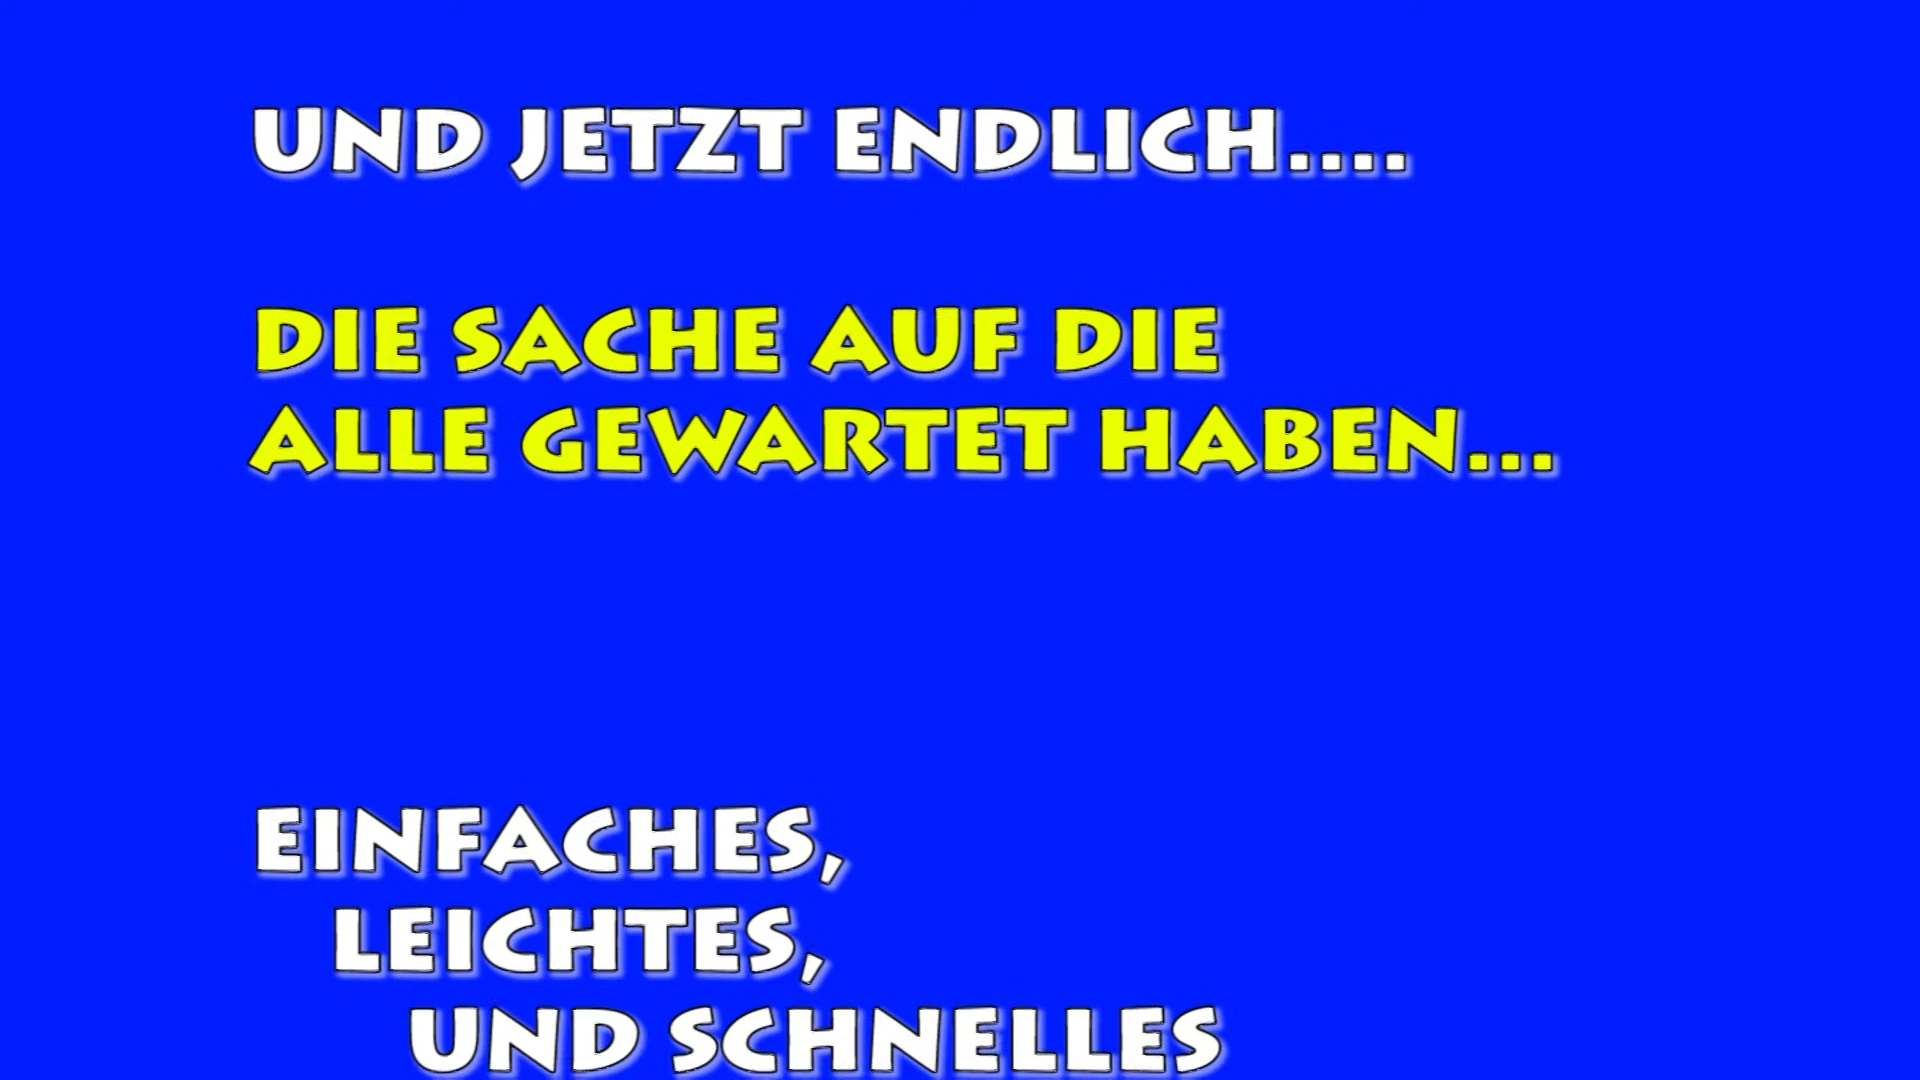 UND JETZT ENDLICH....
DIE SACHE AUF DIE
ALLE GEWARTET HABEN...
EINFACHES,
LEICHTES,
UND SCHNELLES